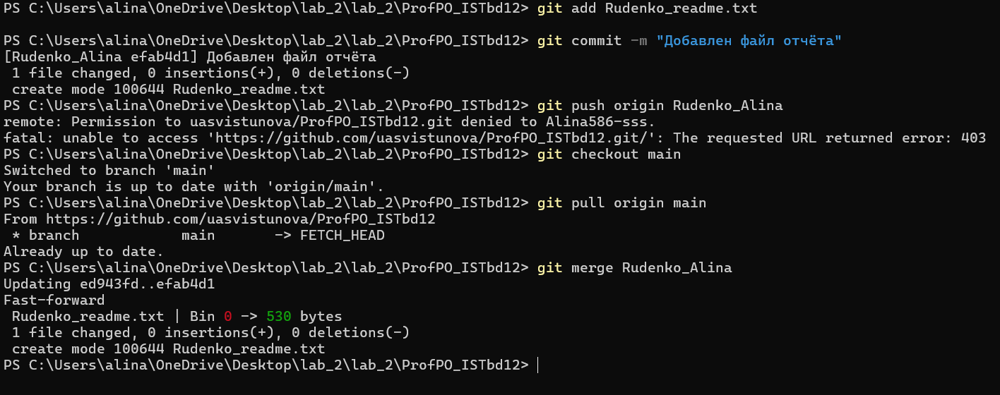 PS C:\Users\alina\OneDrive\Desktop\lab_2\lab_2\ProfPO_ISTbd12> git add Rudenko_readme.txt
PS C:\Users\alina\OneDrive\Desktop\lab_2\lab_2\ProfPO_ISTbd12> git commit -m "Добавлен файл отчёта"
[Rudenko_Alina efab4d1] Добавлен файл отчёта
 1 file changed, 0 insertions(+), 0 deletions(-)
 create mode 100644 Rudenko_readme.txt
PS C:\Users\alina\OneDrive\Desktop\lab_2\lab_2\ProfPO_ISTbd12> git push origin Rudenko_Alina
remote: Permission to uasvistunova/ProfPO_ISTbd12.git denied to Alina586-sss.
fatal: unable to access 'https://github.com/uasvistunova/ProfPO_ISTbd12.git/': The requested URL returned error: 403
PS C:\Users\alina\OneDrive\Desktop\lab_2\lab_2\ProfPO_ISTbd12> git checkout main
Switched to branch 'main'
Your branch is up to date with 'origin/main'.
PS C:\Users\alina\OneDrive\Desktop\lab_2\lab_2\ProfPO_ISTbd12> git pull origin main
From https://github.com/uasvistunova/ProfPO_ISTbd12
 * branch            main       -> FETCH_HEAD
Already up to date.
PS C:\Users\alina\OneDrive\Desktop\lab_2\lab_2\ProfPO_ISTbd12> git merge Rudenko_Alina
Updating ed943fd..efab4d1
Fast-forward
 Rudenko_readme.txt | Bin 0 -> 530 bytes
 1 file changed, 0 insertions(+), 0 deletions(-)
 create mode 100644 Rudenko_readme.txt
PS C:\Users\alina\OneDrive\Desktop\lab_2\lab_2\ProfPO_ISTbd12>